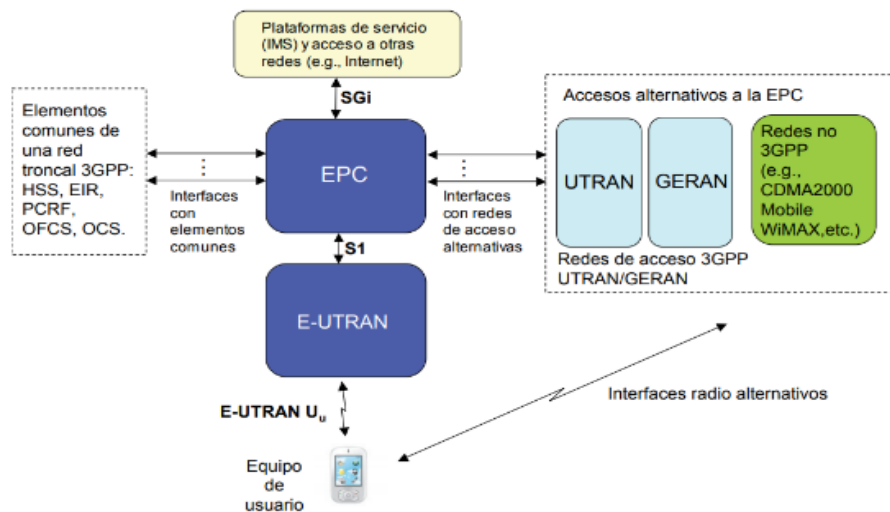 Plataformas de servicio
(IMS) y acceso a otras
redes (e.g., Internet)
SGi
Elementos
comunes de
una red
troncal 3GPP:
HSS, EIR,
PCRF,
OFCS, OCS.
Interfaces
con
elementos
comunes
EPC
Interfaces
con redes
de acceso
alternativas
Accesos alternativos a la EPC
UTRAN
GERAN
Redes no
3GPP
(e.g.,
CDMA2000
Mobile
WiMAX,etc.)
Redes de acceso 3GPP
UTRAN/GERAN
S1
E-UTRAN
E-UTRAN Uu
Interfaces radio alternativos
Equipo
de
usuario